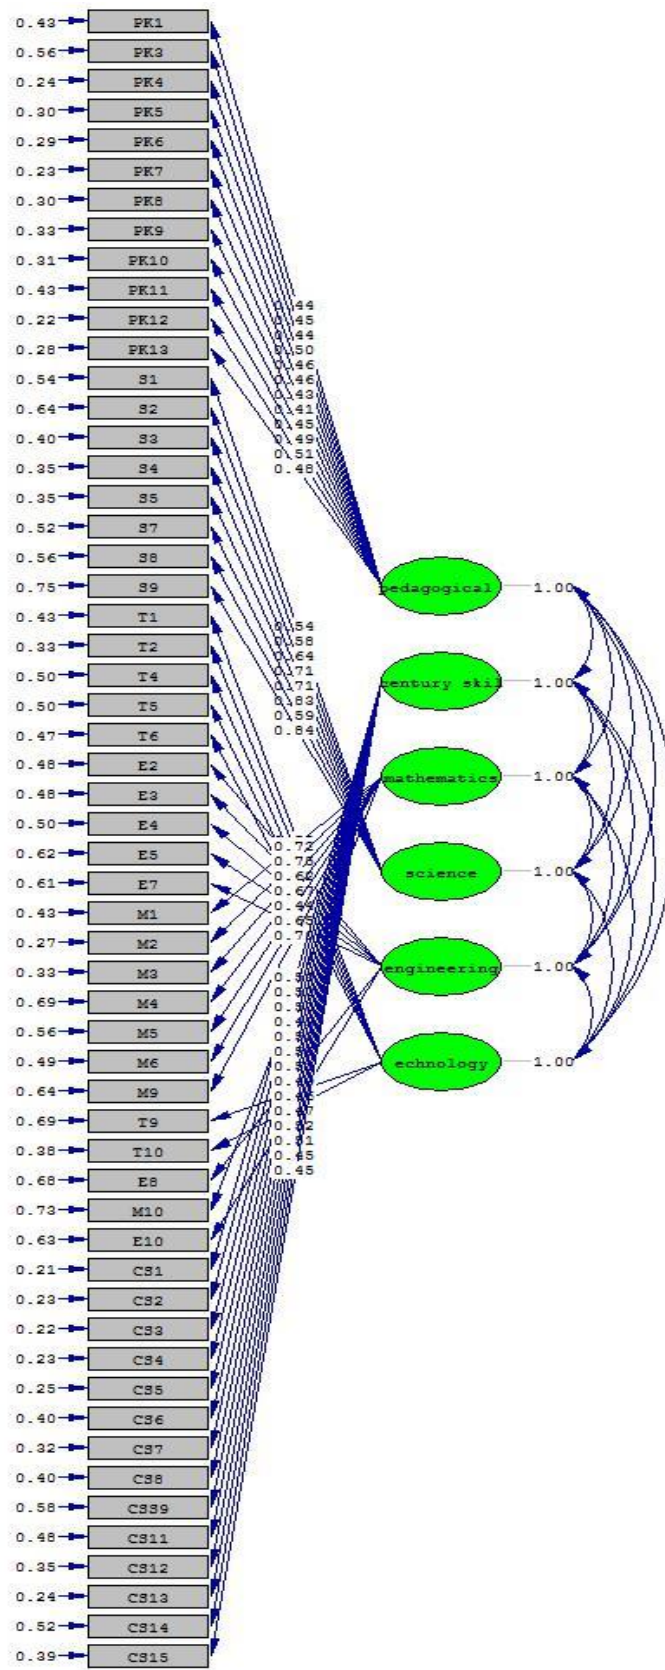 0.43 PK1
0.56 PK3
0.24 PK4
0.30 PK5
0.29 PK6
0.23 PK7
0.30 PK8
0.33 PK9
0.31 PK10
0.43 PK11
0.22 PK12
0.28 PK13
0.54 S1
0.64 S2
0.40 S3
0.35 S4
0.35 S5
0.52 S7
0.56 S8
0.75 S9
0.43 T1
0.33 T2
0.50 T4
0.50 T5
0.47 T6
0.48 E2
0.48 E3
0.50 E4
0.62 E5
0.61 E7
0.43 M1
0.27 M2
0.33 M3
0.69 M4
0.56 M5
0.49 M6
0.64 M9
0.69 T9
0.38 T10
0.68 E8
0.73 M10
0.63 E10
0.21 CS1
0.23 CS2
0.22 CS3
0.23 CS4
0.25 CS5
0.40 CS6
0.32 CS7
0.40 CS8
0.58 CSS9
0.48 CS11
0.35 CS12
0.24 CS13
0.52 CS14
0.39 CS15
0.44
0.45
0.44
0.50
0.46
0.46
0.43
0.41
0.45
0.49
0.51
0.48
0.54
0.58
0.64
0.71
0.71
0.83
0.59
0.84
0.72
0.45
0.45
pedagogical 1.00
century skil 1.00
mathematics 1.00
science 1.00
engineering 1.00
echnology 1.00